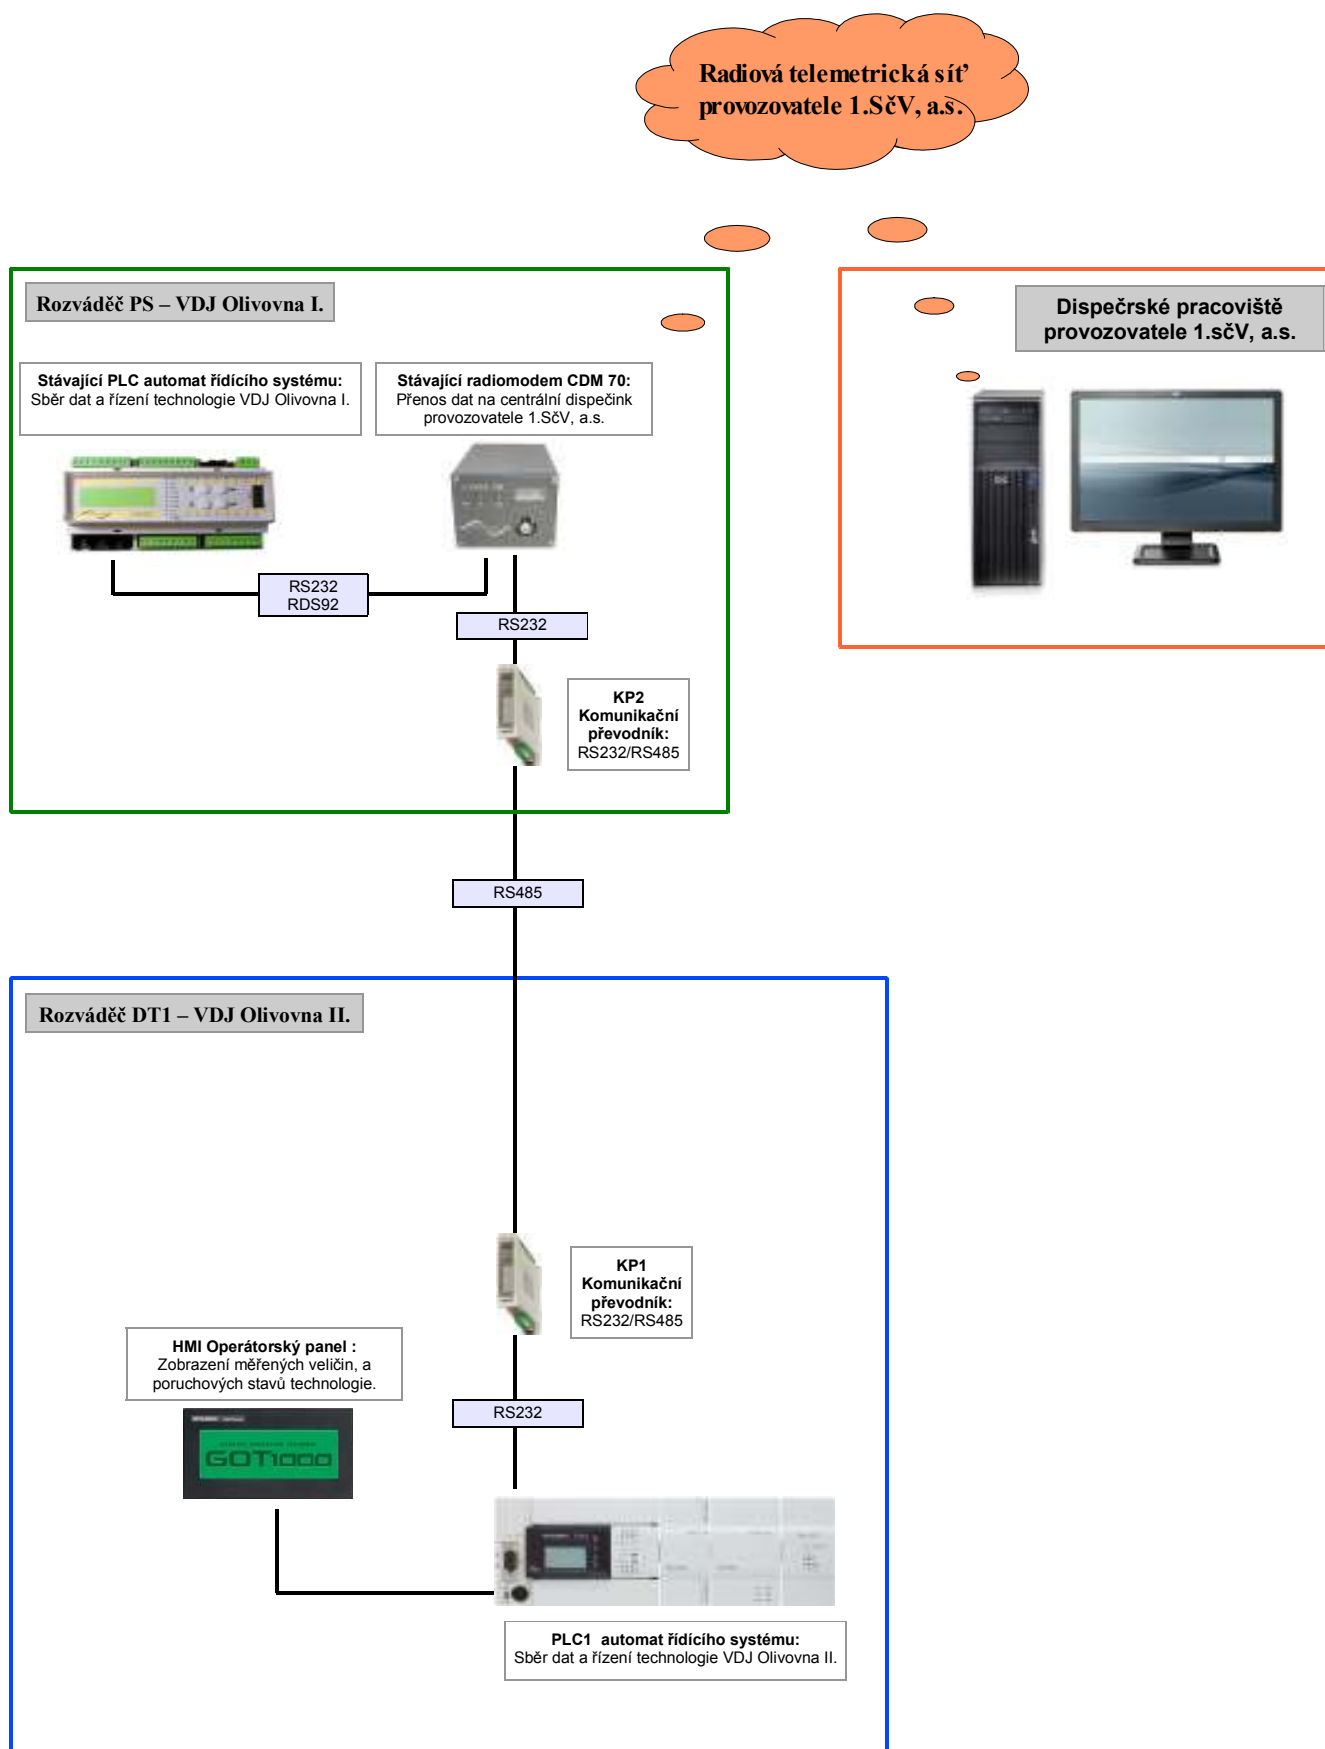 Radiová telemetrická síť
provozovatele 1.SčV, a.s.
Rozváděč PS – VDJ Olivovna I.
Dispečrské pracoviště
provozovatele 1.sčV, a.s.
Stávající PLC automat řídícího systému:
Sběr dat a řízení technologie VDJ Olivovna I.
Stávající radiomodem CDM 70:
Přenos dat na centrální dispečink
provozovatele 1.SčV, a.s.
RS232
RDS92
RS232
KP2
Komunikační
převodník:
RS232/RS485
RS485
Rozváděč DT1 – VDJ Olivovna II.
KP1
Komunikační
převodník:
RS232/RS485
HMI Operátorský panel :
Zobrazení měřených veličin, a
poruchových stavů technologie.
RS232
GOT1000
PLC1  automat řídícího systému:
Sběr dat a řízení technologie VDJ Olivovna II.